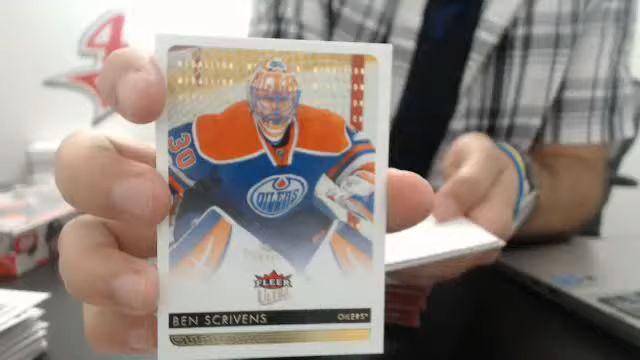 30
OILERS
FLEER
ULTRA
BEN SCRIVENS OILERS